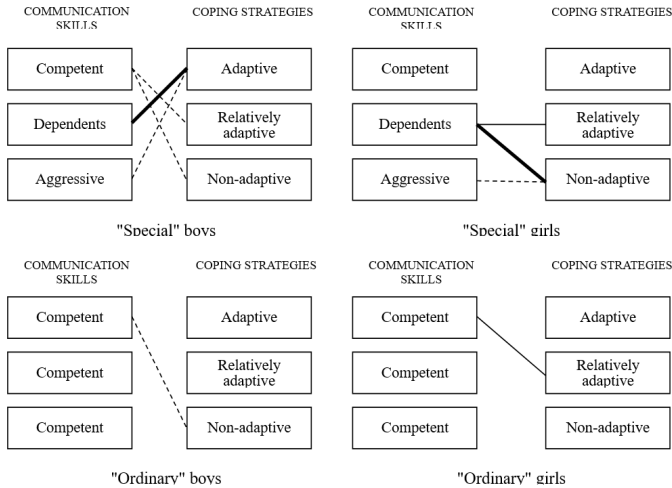 COMMUNICATION
SKILLS
COPING STRATEGIES
Competent
Adaptive
Dependents
Relatively
adaptive
Aggressive
Non-adaptive
"Special" boys
COMMUNICATION
SKILLS
COPING STRATEGIES
Competent
Adaptive
Dependents
Relatively
adaptive
Aggressive
Non-adaptive
"Special" girls
COMMUNICATION
SKILLS
COPING STRATEGIES
Competent
Adaptive
Competent
Relatively
adaptive
Competent
Non-adaptive
"Ordinary" boys
COMMUNICATION
SKILLS
COPING STRATEGIES
Competent
Adaptive
Competent
Relatively
adaptive
Competent
Non-adaptive
"Ordinary" girls